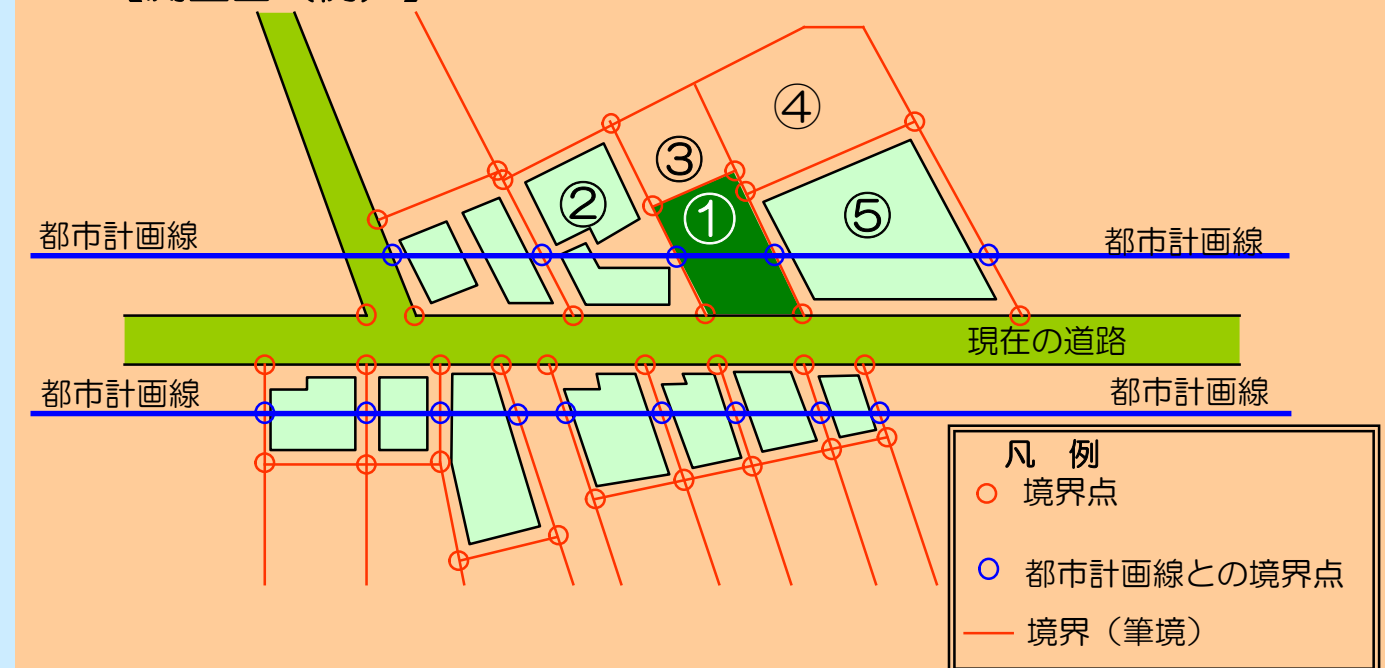 ④
③
②
①
⑤
都市計画線
都市計画線
現在の道路
都市計画線
都市計画線
凡 例
境界点
都市計画線との境界点
境界（筆境）